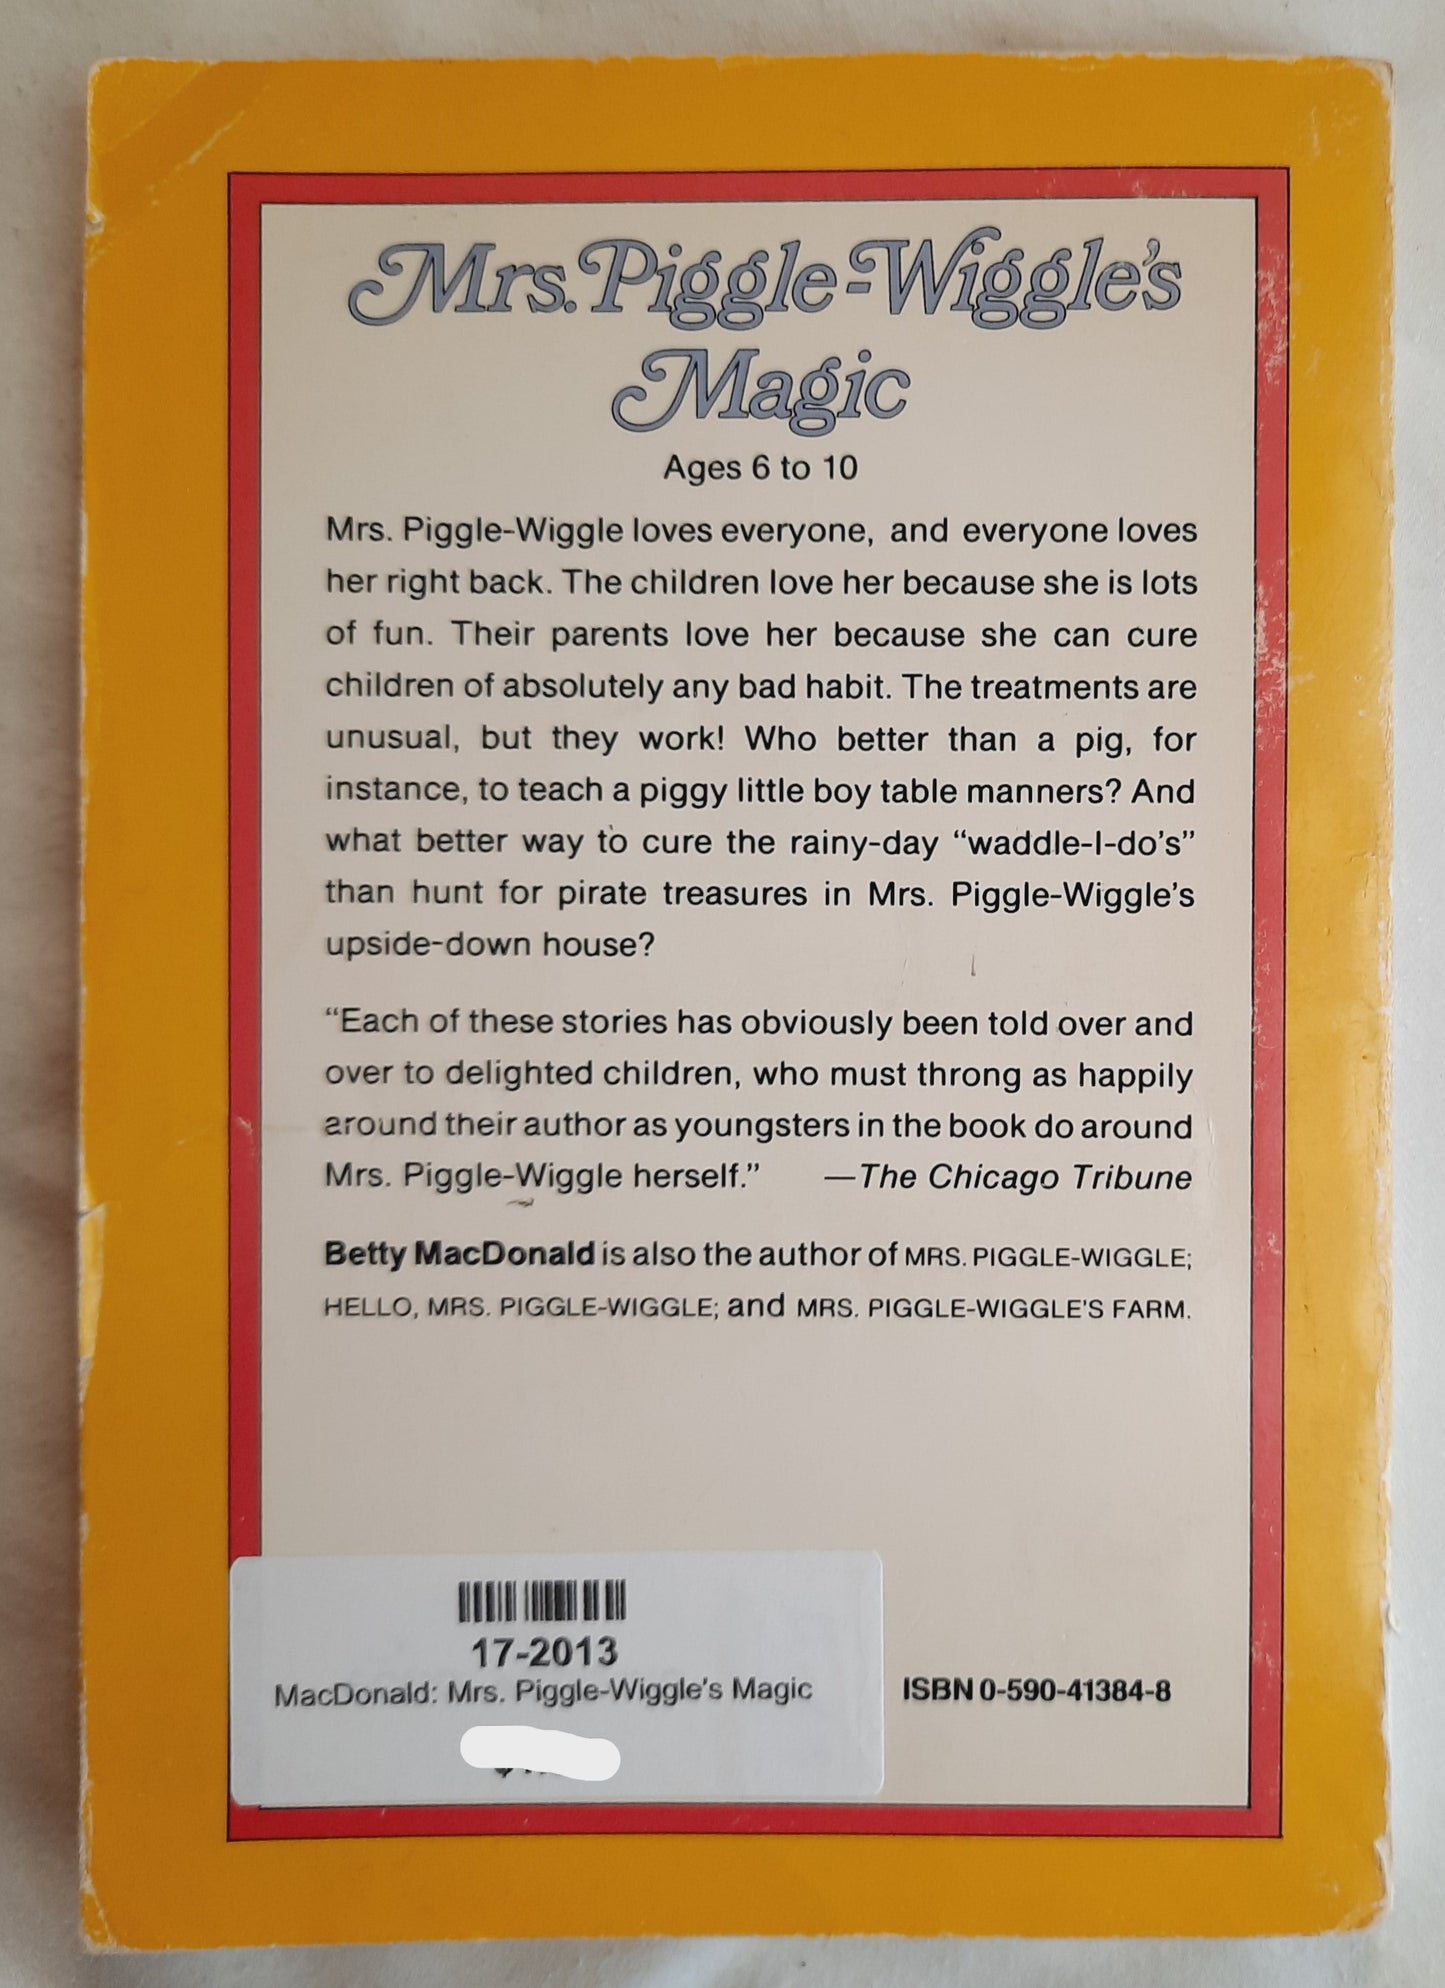 Mrs. Piggle-Wiggle's
Magic
Ages 6 to 10
Mrs. Piggle-Wiggle loves everyone, and everyone loves
her right back. The children love her because she is lots
of fun. Their parents love her because she can cure
children of absolutely any bad habit. The treatments are
unusual, but they work! Who better than a pig, for
instance, to teach a piggy little boy table manners? And
what better way to cure the rainy-day “waddle-I-do's”
than hunt for pirate treasures in Mrs. Piggle-Wiggle's
upside-down house?
“Each of these stories has obviously been told over and
over to delighted children, who must throng as happily
around their author as youngsters in the book do around
Mrs. Piggle-Wiggle herself.” —The Chicago Tribune
Betty MacDonald is also the author of MRS. PIGGLE-WIGGLE;
HELLO, MRS. PIGGLE-WIGGLE; and MRS. PIGGLE-WIGGLE'S FARM.
17-2013
MacDonald: Mrs. Piggle-Wiggle's Magic
ISBN 0-590-41384-8